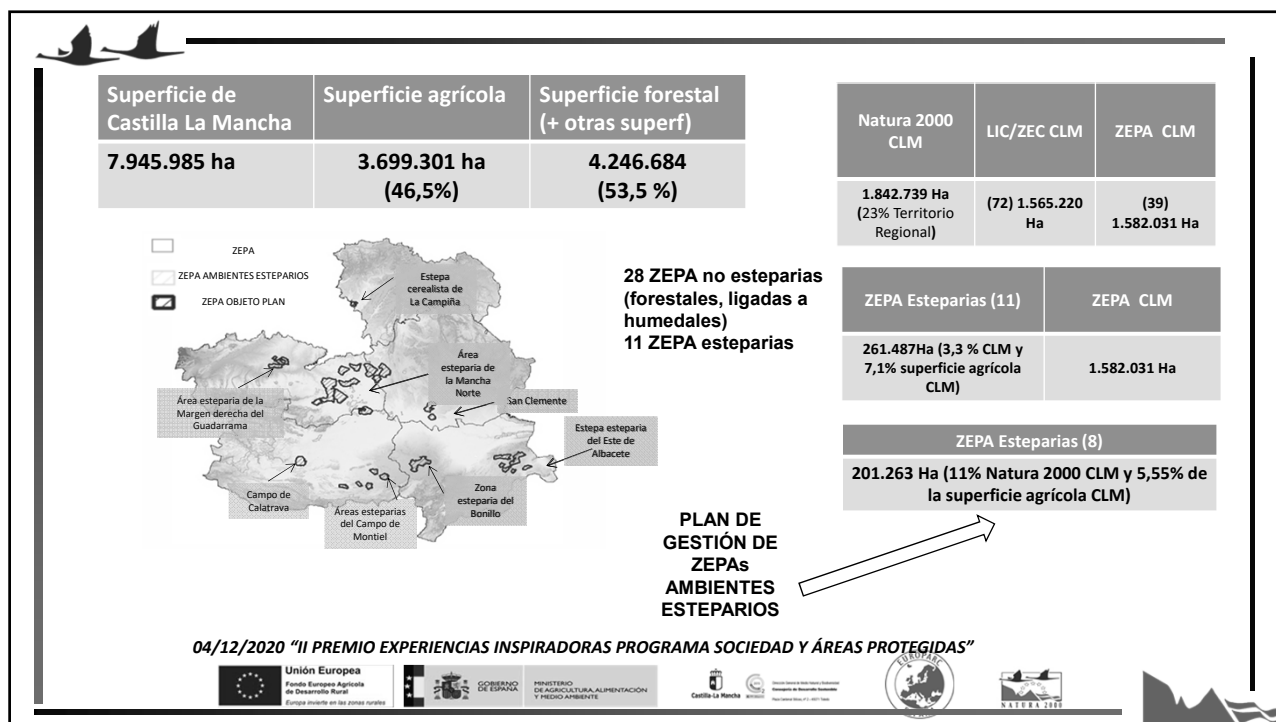 Superficie de
Castilla La Mancha
Superficie agrícola
Superficie forestal
(+ otras superf)
7.945.985 ha
3.699.301 ha
(46,5%)
4.246.684
(53,5 %)
Natura 2000
CLM
LIC/ZEC CLM
ZEPA CLM
1.842.739 Ha
(23% Territorio
Regional)
(72) 1.565.220
Ha
(39)
1.582.031 Ha
ZEPA
ZEPA AMBIENTES ESTEPARIOS
ZEPA OBJETO PLAN
Estepa
cerealista de
La Campiña
Área
esteparia de
la Mancha
Norte
San Clemente
Área esteparia de la
Margen derecha del
Guadarrama
Estepa esteparia
del Este de
Albacete
Campo de
Calatrava
Áreas esteparias
del Campo de
Montiel
Zona
esteparia del
Bonillo
28 ZEPA no esteparias
(forestales, ligadas a
humedales)
11 ZEPA esteparias
ZEPA Esteparias (11)
ZEPA CLM
261.487Ha (3,3 % CLM y
7,1% superficie agrícola
CLM)
1.582.031 Ha
ZEPA Esteparias (8)
201.263 Ha (11% Natura 2000 CLM y 5,55% de
la superficie agrícola CLM)
PLAN DE
GESTIÓN DE
ZEPAs
AMBIENTES
ESTEPARIOS
04/12/2020 “II PREMIO EXPERIENCIAS INSPIRADORAS PROGRAMA SOCIEDAD Y ÁREAS PROTEGIDAS”
Unión Europea
Fondo Europeo Agrícola
de Desarrollo Rural
Europa invierte en las zonas rurales
GOBIERNO
DE ESPAÑA
MINISTERIO
DE AGRICULTURA, ALIMENTACIÓN
Y MEDIO AMBIENTE
Castilla-La Mancha
EUROPARC
NATURA 2000